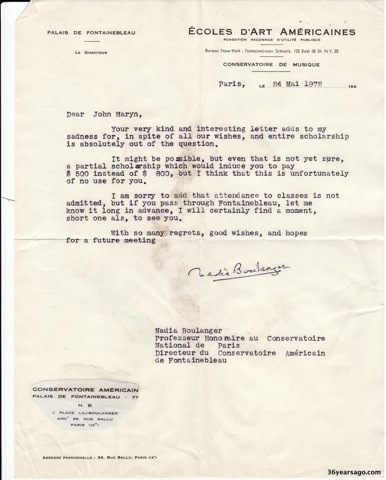 PALAIS DE FONTAINEBLEAU
LE DIRECTEUR
ÉCOLES D'ART AMÉRICAINES
FONDATION RECONNUE D'UTILITÉ PUBLIQUE
Bureau New-York - Fontainebleau Schools, 122 East 58 St. N.Y. 22
CONSERVATOIRE DE MUSIQUE
Paris, LE 24 Mai 1972 196
Dear John Maryn,
Your very kind and interesting letter adds to my
sadness for, in spite of all our wishes, and entire scholarship
is absolutely out of the question.
It might be possible, but even that is not yet sure,
a partial scholarship which would induce you to pay
$ 500 instead of $ 800, but I think that this is unfortunately
of no use for you.
I am sorry to add that attendance to classes is not
admitted, but if you pass through Fontainebleau, let me
know it long in advance, I will certainly find a moment,
short one als, to see you.
With so many regrets, good wishes, and hopes
for a future meeting
Nadia Boulanger
Nadia Boulanger
Professeur Honoraire au Conservatoire
National de Paris
Directeur du Conservatoire Américain
de Fontainebleau
CONSERVATOIRE AMÉRICAIN
PALAIS DE FONTAINEBLEAU - 77
N. B.
1, PLACE LILI-BOULANGER
ANCt 36, RUE BALLU
PARIS (IXe)
ADRESSE PERSONNELLE - 36, RUE BALLU, PARIS (IXe)
36yearsago.com